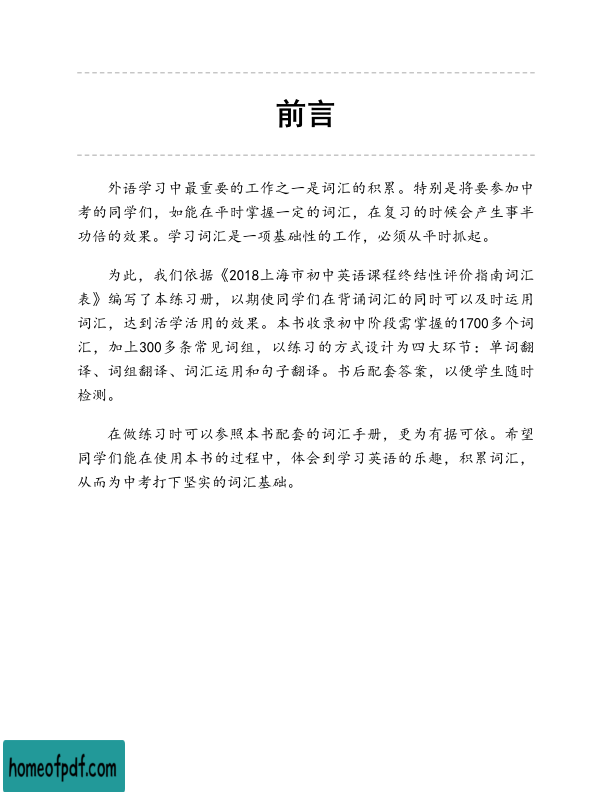 前言
外语学习中最重要的工作之一是词汇的积累。特别是将要参加中
考的同学们，如能在平时掌握一定的词汇，在复习的时候会产生事半
功倍的效果。学习词汇是一项基础性的工作，必须从平时抓起。
为此，我们依据《2018上海市初中英语课程终结性评价指南词汇
表》编写了本练习册，以期使同学们在背诵词汇的同时可以及时运用
词汇，达到活学活用的效果。本书收录初中阶段需掌握的1700多个词
汇，加上300多条常见词组，以练习的方式设计为四大环节：单词翻
译、词组翻译、词汇运用和句子翻译。书后配套答案，以便学生随时
检测。
在做练习时可以参照本书配套的词汇手册，更为有据可依。希望
同学们能在使用本书的过程中，体会到学习英语的乐趣，积累词汇，
从而为中考打下坚实的词汇基础。
homeofpdf.com